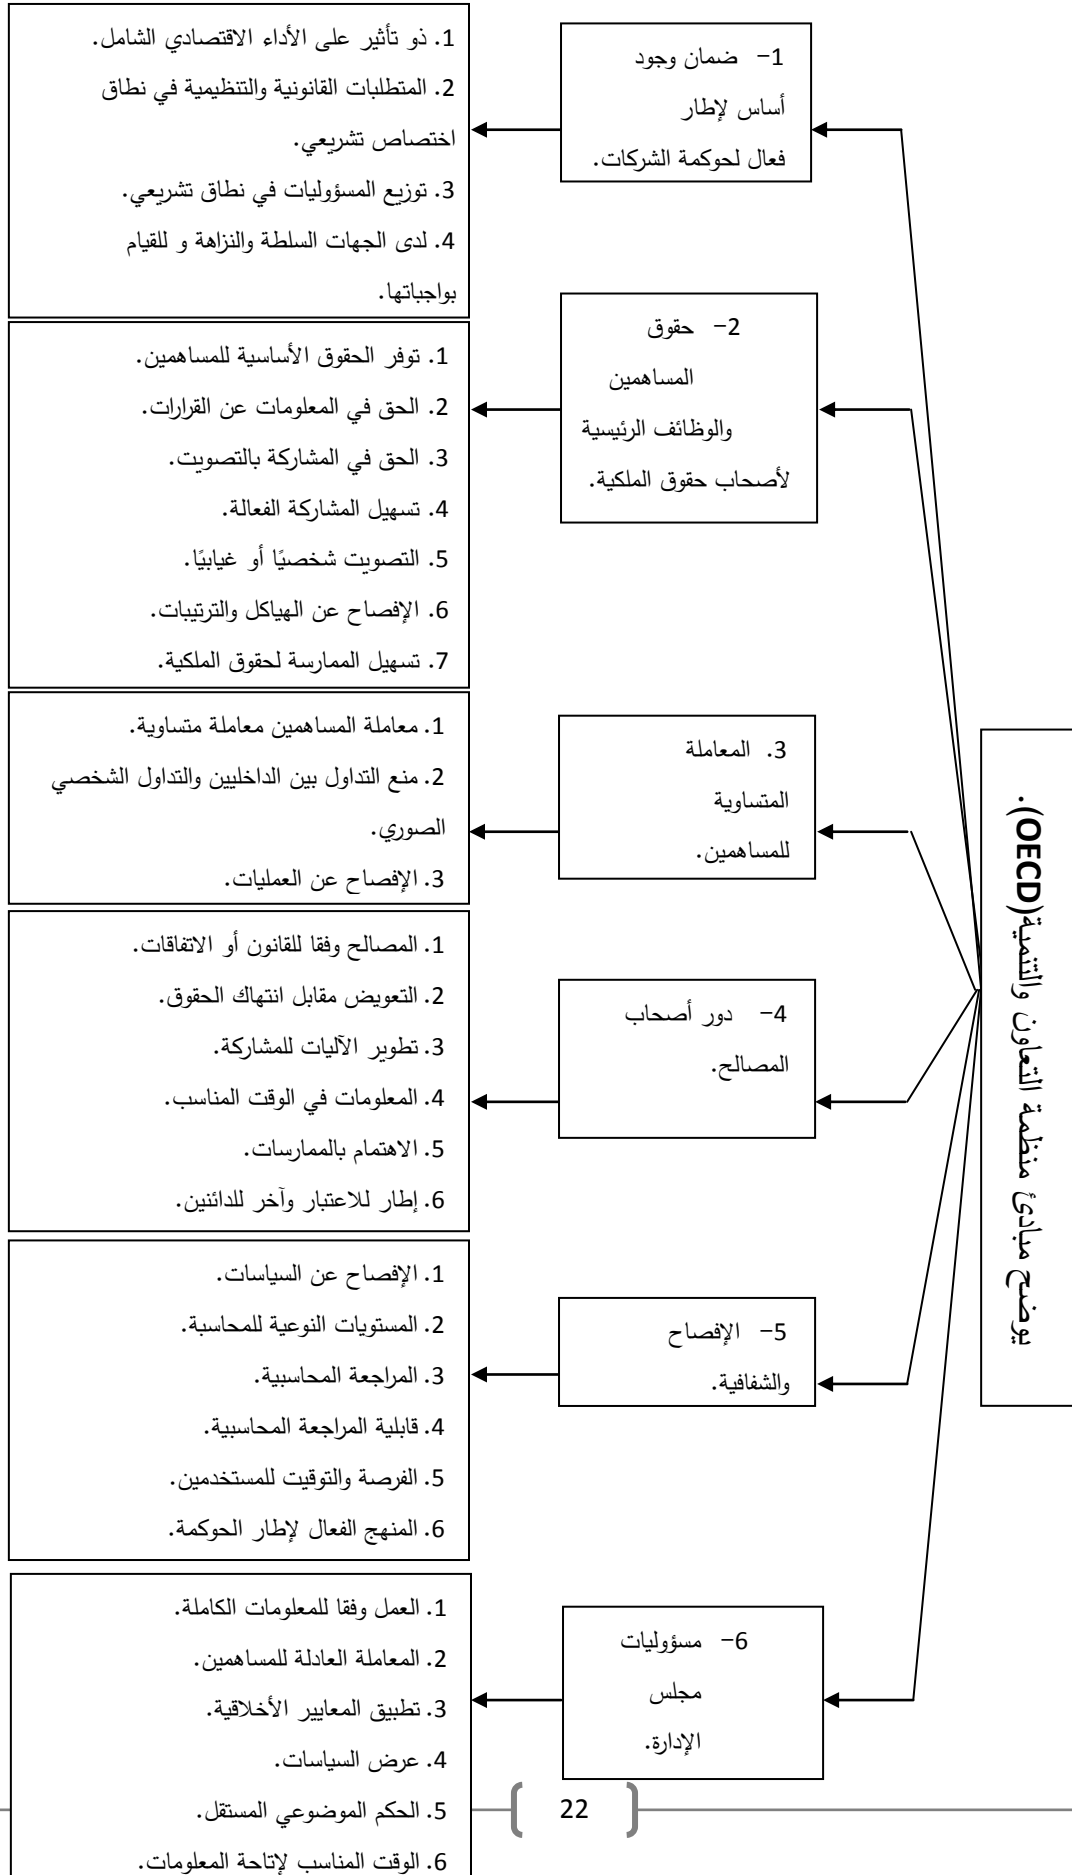 يوضح مبادئ منظمة التعاون والتنمية(OECD).
1- ضمان وجود
أساس لإطار
فعال لحوكمة الشركات.
1. ذو تأثير على الأداء الاقتصادي الشامل.
2. المتطلبات القانونية والتنظيمية في نطاق
اختصاص تشريعي.
3. توزيع المسؤوليات في نطاق تشريعي.
4. لدى الجهات السلطة والنزاهة و للقيام
بواجباتها.
2- حقوق
المساهمين
والوظائف الرئيسية
لأصحاب حقوق الملكية.
1. توفر الحقوق الأساسية للمساهمين.
2. الحق في المعلومات عن القرارات.
3. الحق في المشاركة بالتصويت.
4. تسهيل المشاركة الفعالة.
5. التصويت شخصيًا أو غيابيًا.
6. الإفصاح عن الهياكل والترتيبات.
7. تسهيل الممارسة لحقوق الملكية.
3. المعاملة
المتساوية
للمساهمين.
1. معاملة المساهمين معاملة متساوية.
2. منع التداول بين الداخليين والتداول الشخصي
الصوري.
3. الإفصاح عن العمليات.
4- دور أصحاب
المصالح.
1. المصالح وفقا للقانون أو الاتفاقات.
2. التعويض مقابل انتهاك الحقوق.
3. تطوير الآليات للمشاركة.
4. المعلومات في الوقت المناسب.
5. الاهتمام بالممارسات.
6. إطار للاعتبار وآخر للدائنين.
5- الإفصاح
والشفافية.
1. الإفصاح عن السياسات.
2. المستويات النوعية للمحاسبة.
3. المراجعة المحاسبية.
4. قابلية المراجعة المحاسبية.
5. الفرصة والتوقيت للمستخدمين.
6. المنهج الفعال لإطار الحوكمة.
6- مسؤوليات
مجلس
الإدارة.
1. العمل وفقا للمعلومات الكاملة.
2. المعاملة العادلة للمساهمين.
3. تطبيق المعايير الأخلاقية.
4. عرض السياسات.
5. الحكم الموضوعي المستقل.
6. الوقت المناسب لإتاحة المعلومات.
22